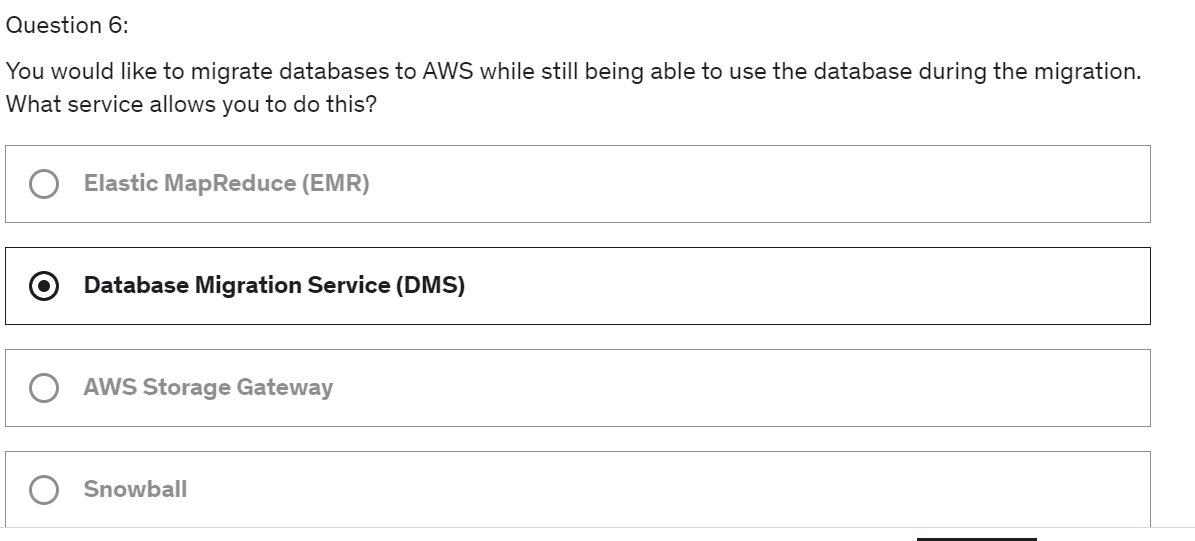 Question 6:
You would like to migrate databases to AWS while still being able to use the database during the migration.
What service allows you to do this?
Elastic MapReduce (EMR)
Database Migration Service (DMS)
AWS Storage Gateway
Snowball